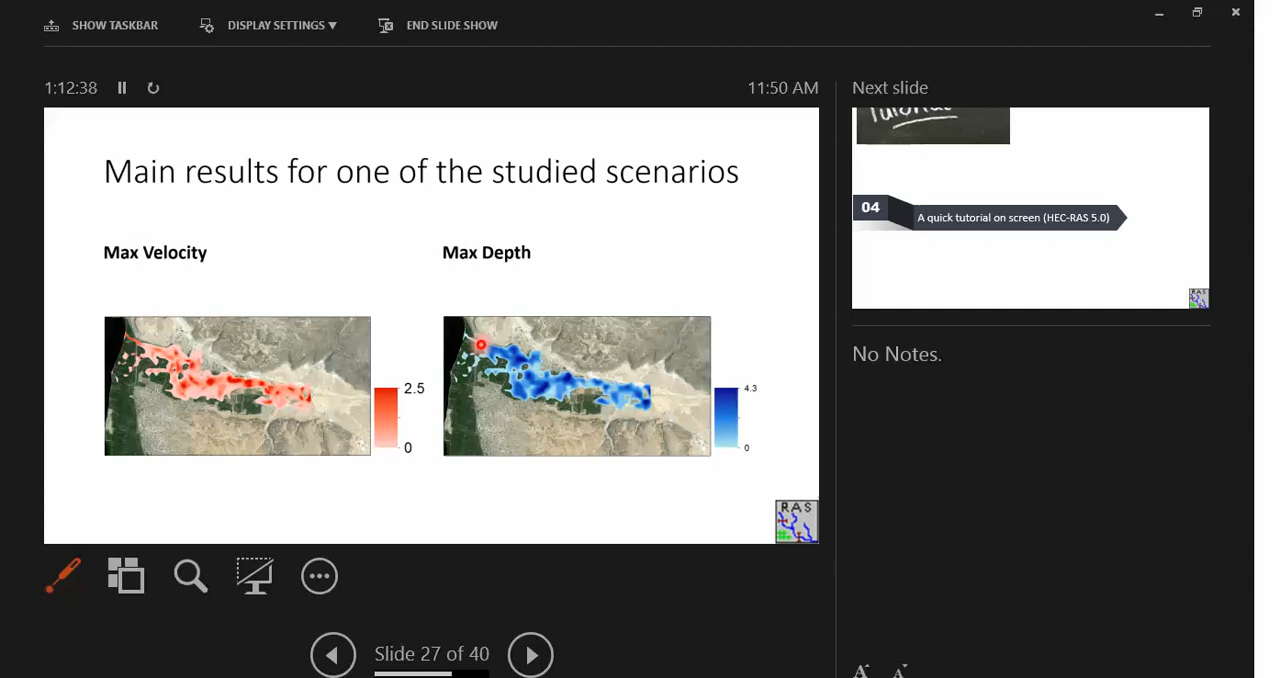 SHOW TASKBAR
DISPLAY SETTINGS ▼
END SLIDE SHOW
1:12:38
11:50 AM
Next slide
Main results for one of the studied scenarios
Max Velocity
Max Depth
2.5
0
4.3
0
RAS
Tutorial
04
A quick tutorial on screen (HEC-RAS 5.0)
RAS
No Notes.
Slide 27 of 40
A A